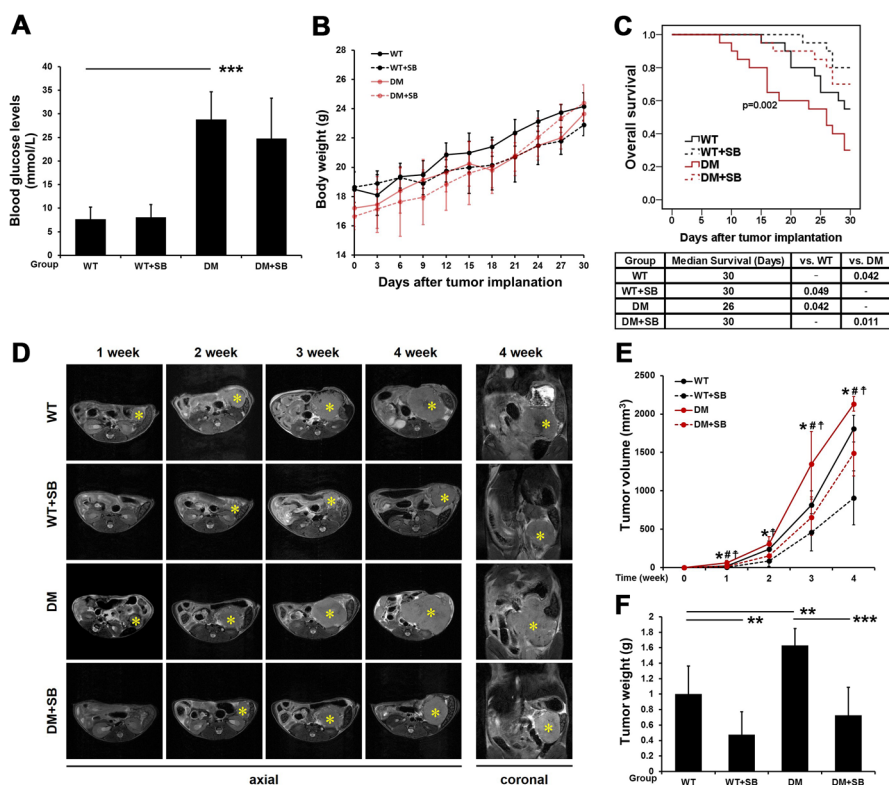 A
Blood glucose levels
(mmol/L)
45
40
35
30
25
20
15
10
5
0
***
Group
WT
WT+SB
DM
DM+SB
B
Body weight (g)
28
26
24
22
20
18
16
14
WT
WT+SB
DM
DM+SB
0 3 6 9 12 15 18 21 24 27 30
Days after tumor implanation
C
Overall survival
1.0
0.8
0.6
0.4
0.2
0.0
p=0.002
WT
WT+SB
DM
DM+SB
0 5 10 15 20 25 30
Days after tumor implantation
Group Median Survival (Days) vs. WT vs. DM
WT 30 - 0.042
WT+SB 30 0.049 -
DM 26 0.042 -
DM+SB 30 - 0.011
D
1 week 2 week 3 week 4 week 4 week
WT
WT+SB
DM
DM+SB
axial
coronal
E
Tumor volume (mm³)
2500
2000
1500
1000
500
0
WT
WT+SB
DM
DM+SB
*#†
*†
*#†
*#†
Time (week) 0 1 2 3 4
F
Tumor weight (g)
2
1.8
1.6
1.4
1.2
1
0.8
0.6
0.4
0.2
0
**
**
***
Group
WT
WT+SB
DM
DM+SB